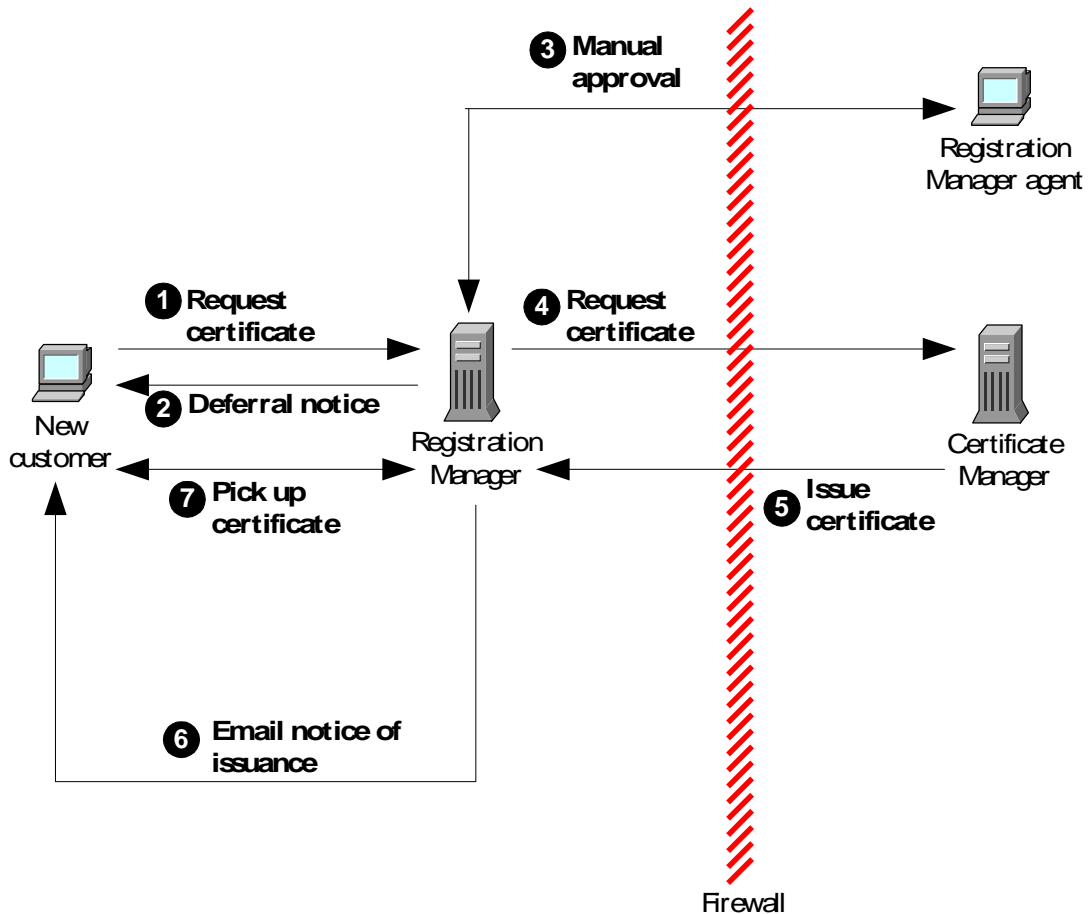 3 Manual
approval
Registration
Manager agent
1 Request
certificate
4 Request
certificate
2 Deferral notice
New
customer
Registration
Manager
Certificate
Manager
7 Pick up
certificate
5 Issue
certificate
6 Email notice of
issuance
Firewall